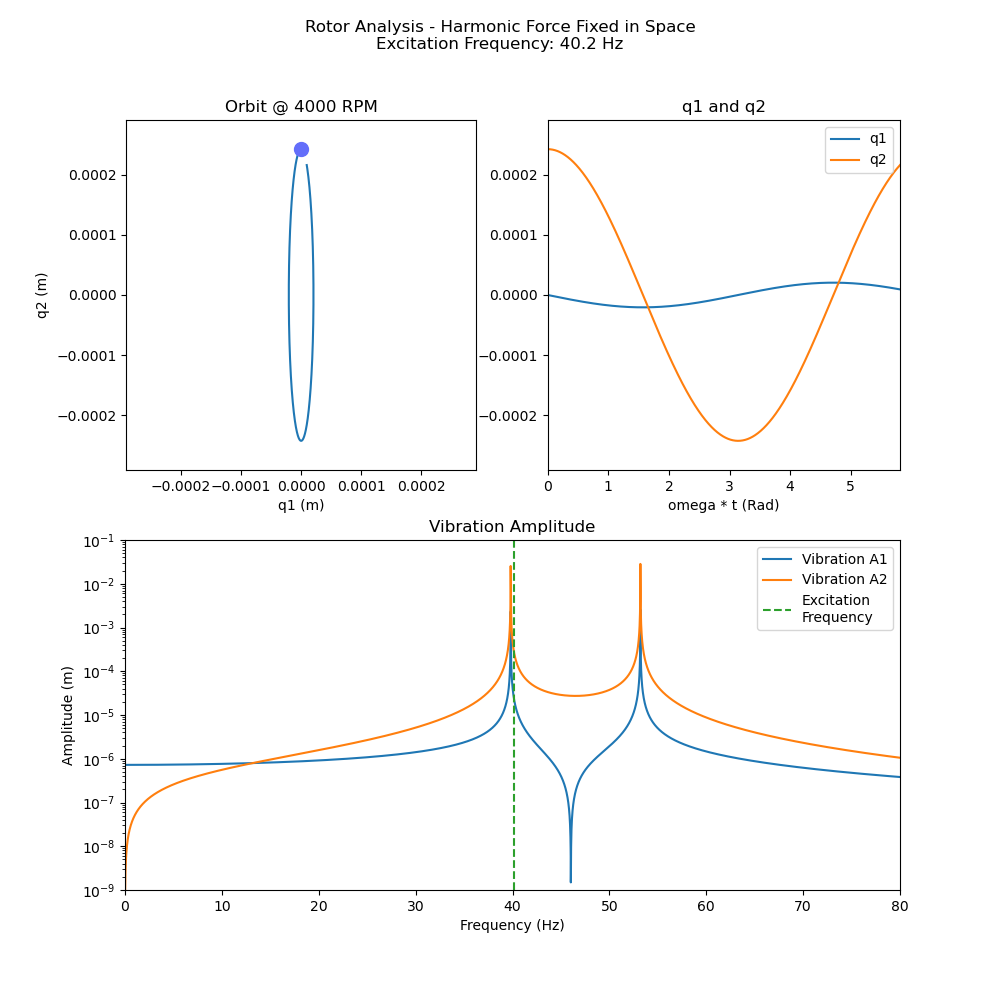 Rotor Analysis - Harmonic Force Fixed in Space
Excitation Frequency: 40.2 Hz
Orbit @ 4000 RPM
q2 (m)
0.0002
0.0001
0.0000
−0.0001
−0.0002
−0.0002 −0.0001 0.0000 0.0001 0.0002
q1 (m)
q1 and q2
q1
q2
0.0002
0.0001
0.0000
−0.0001
−0.0002
0 1 2 3 4 5
omega * t (Rad)
Vibration Amplitude
Vibration A1
Vibration A2
Excitation
Frequency
Amplitude (m)
10⁻¹
10⁻²
10⁻³
10⁻⁴
10⁻⁵
10⁻⁶
10⁻⁷
10⁻⁸
10⁻⁹
0 10 20 30 40 50 60 70 80
Frequency (Hz)